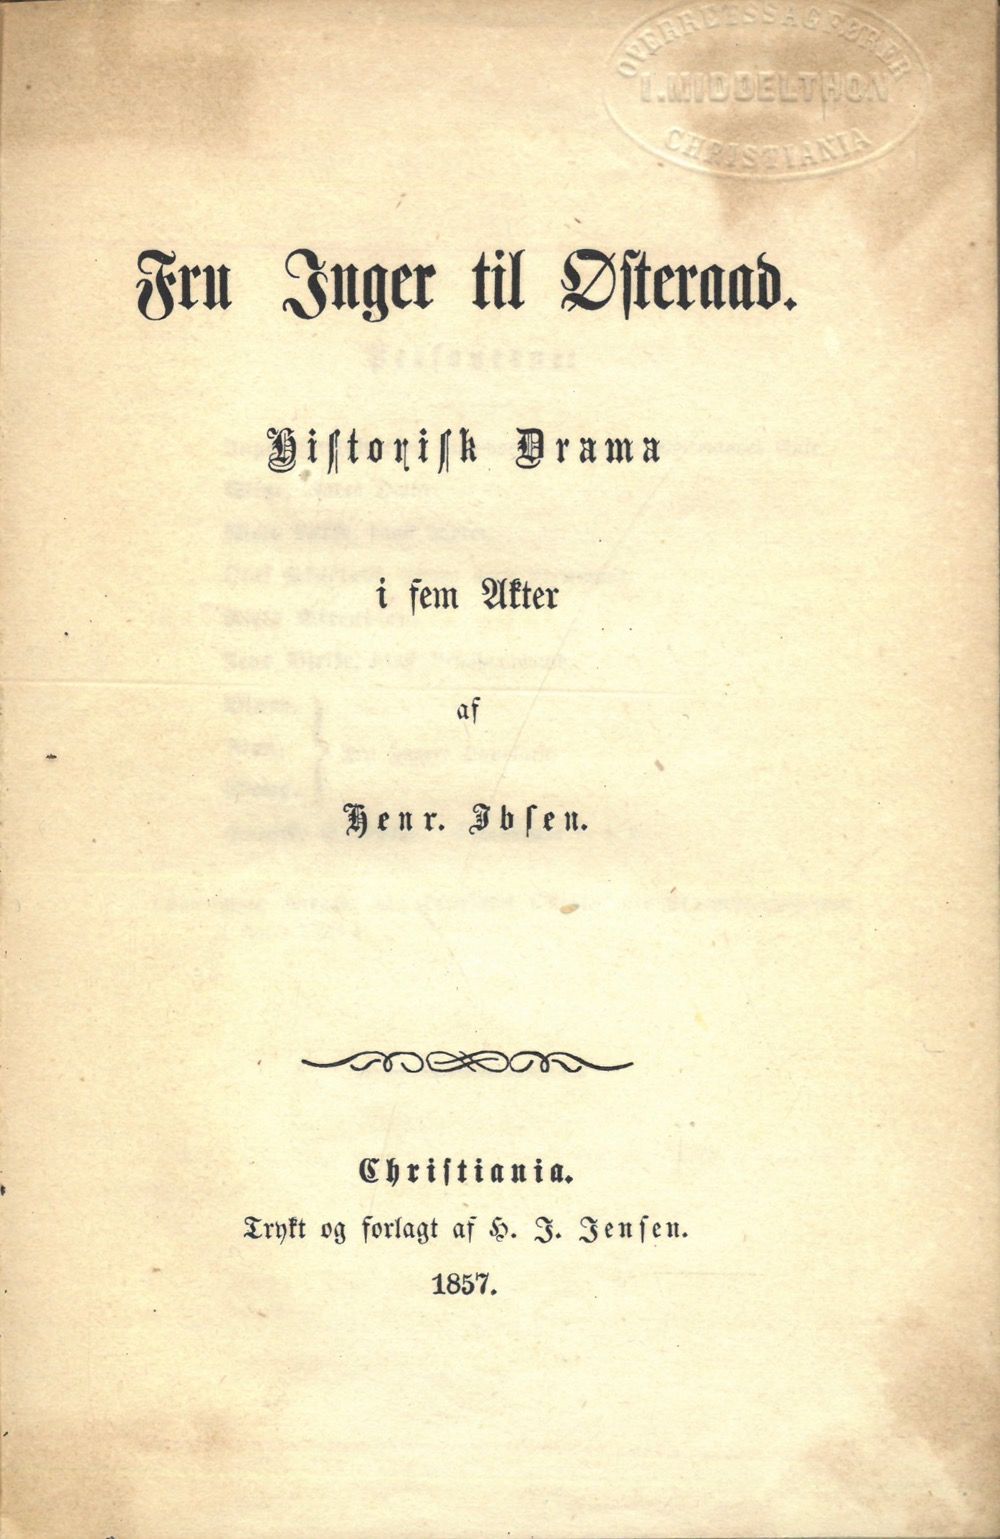 OVERRETSSAGFØRER
I. MIDDELTHON
CHRISTIANIA
Fru Inger til Østeraad.
Historisk Drama
i fem Akter
af
Henr. Ibsen.
Christiania.
Trykt og forlagt af H. J. Jensen.
1857.